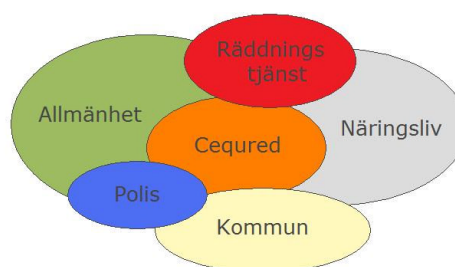 Räddnings
tjänst
Allmänhet
Näringsliv
Cequred
Polis
Kommun